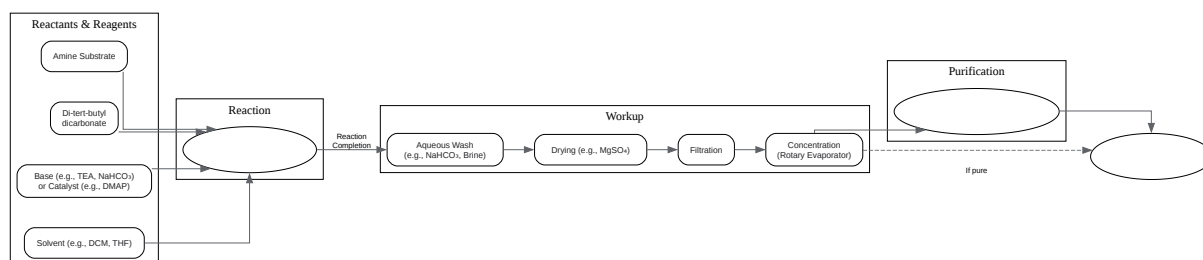 Reactants & Reagents
Amine Substrate
Di-tert-butyl
dicarbonate
Base (e.g., TEA, NaHCO₃)
or Catalyst (e.g., DMAP)
Solvent (e.g., DCM, THF)
Reaction
Reaction
Completion
Workup
Aqueous Wash
(e.g., NaHCO₃, Brine)
Drying (e.g., MgSO₄)
Filtration
Concentration
(Rotary Evaporator)
Purification
If pure